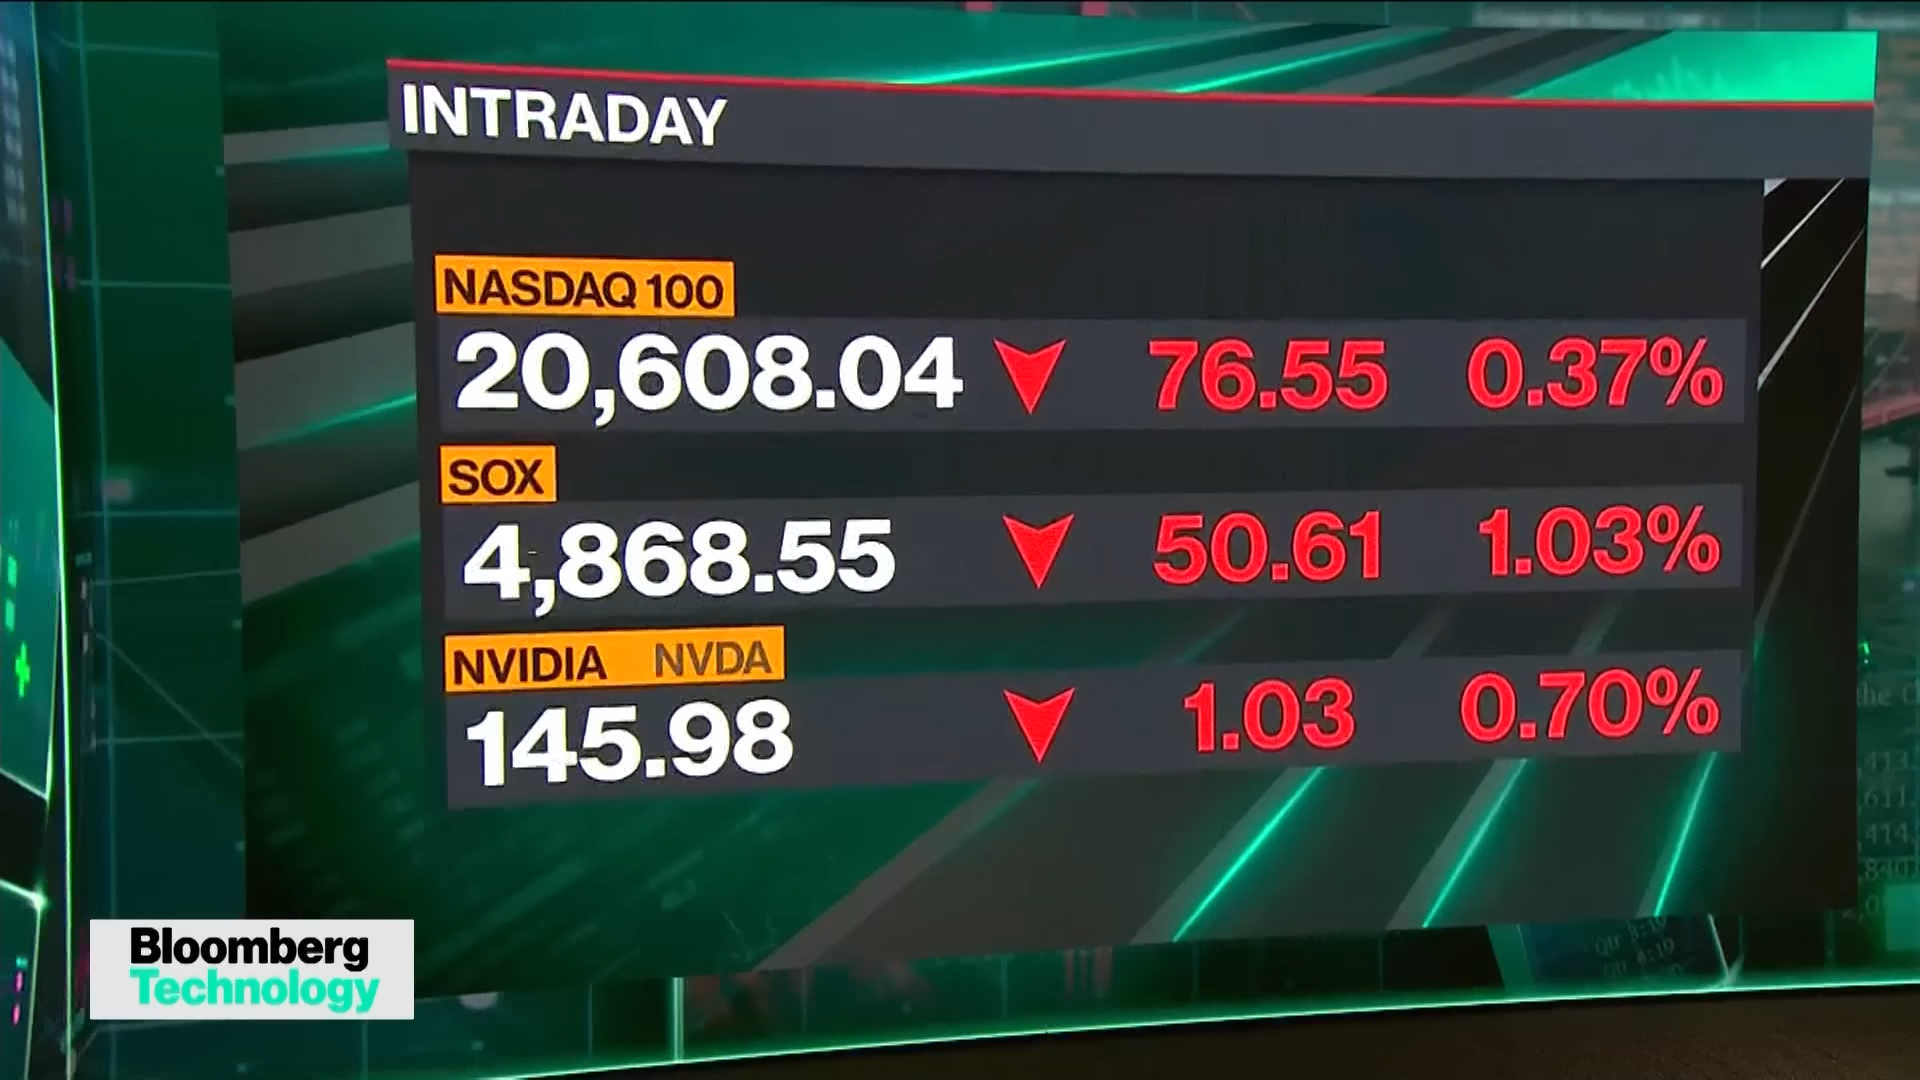 INTRADAY
NASDAQ 100
20,608.04 76.55 0.37%
SOX
4,868.55 50.61 1.03%
NVIDIA NVDA
145.98 1.03 0.70%
Bloomberg
Technology